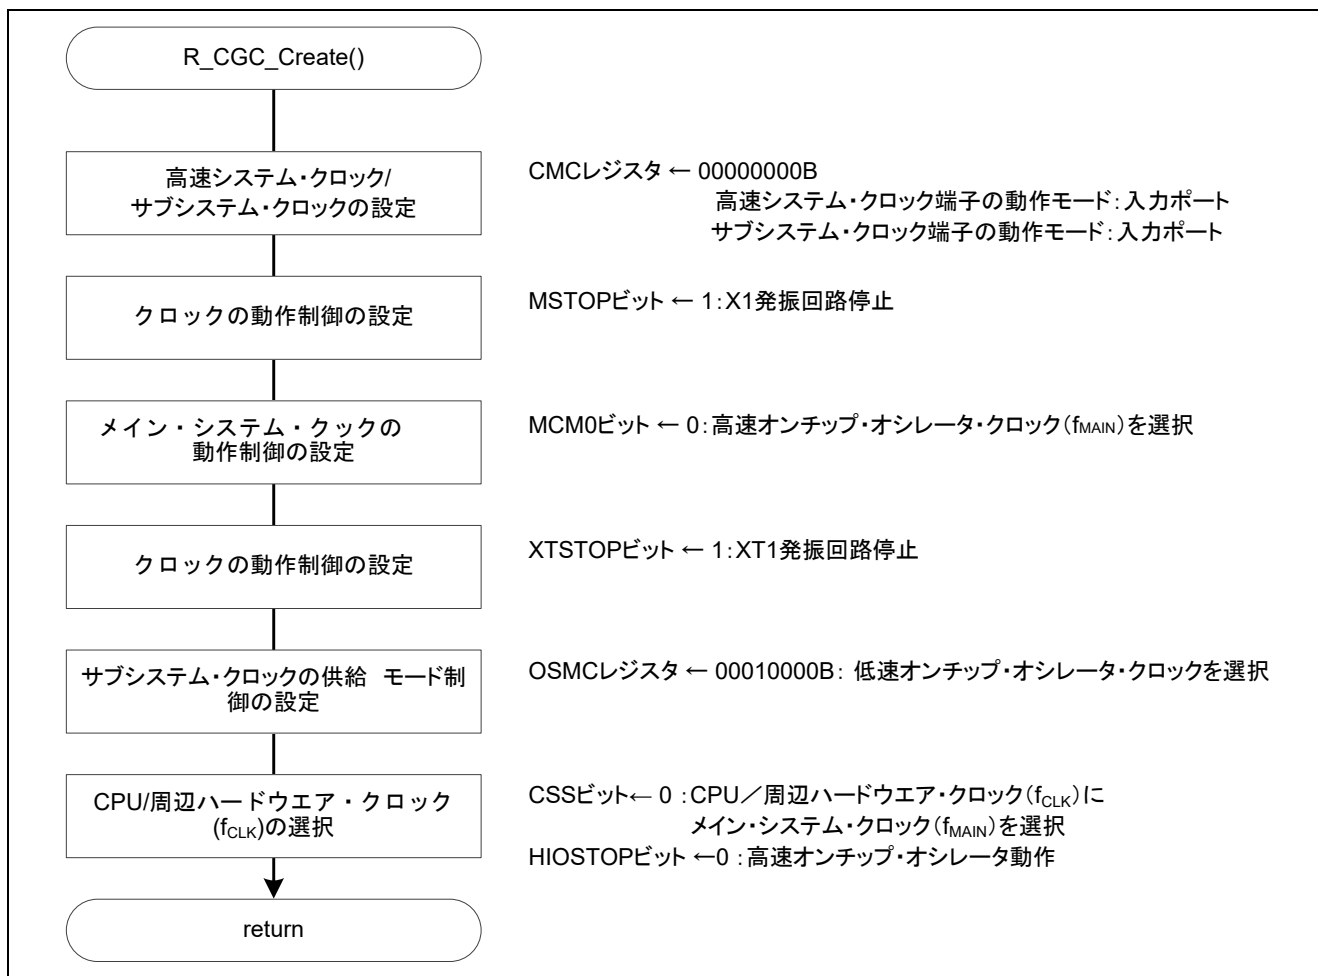 R_CGC_Create()
高速システム・クロック/
サブシステム・クロックの設定
CMCレジスタ ← 00000000B
高速システム・クロック端子の動作モード：入力ポート
サブシステム・クロック端子の動作モード：入力ポート
クロックの動作制御の設定
MSTOPビット ← 1：X1発振回路停止
メイン・システム・クックの
動作制御の設定
MCM0ビット ← 0：高速オンチップ・オシレータ・クロック（fMAIN）を選択
クロックの動作制御の設定
XTSTOPビット ← 1：XT1発振回路停止
サブシステム・クロックの供給　モード制
御の設定
OSMCレジスタ ← 00010000B： 低速オンチップ・オシレータ・クロックを選択
CPU/周辺ハードウエア・クロック
(fCLK)の選択
CSSビット← 0 ：CPU／周辺ハードウエア・クロック（fCLK）に
メイン・システム・クロック（fMAIN）を選択
HIOSTOPビット ←0 ：高速オンチップ・オシレータ動作
return